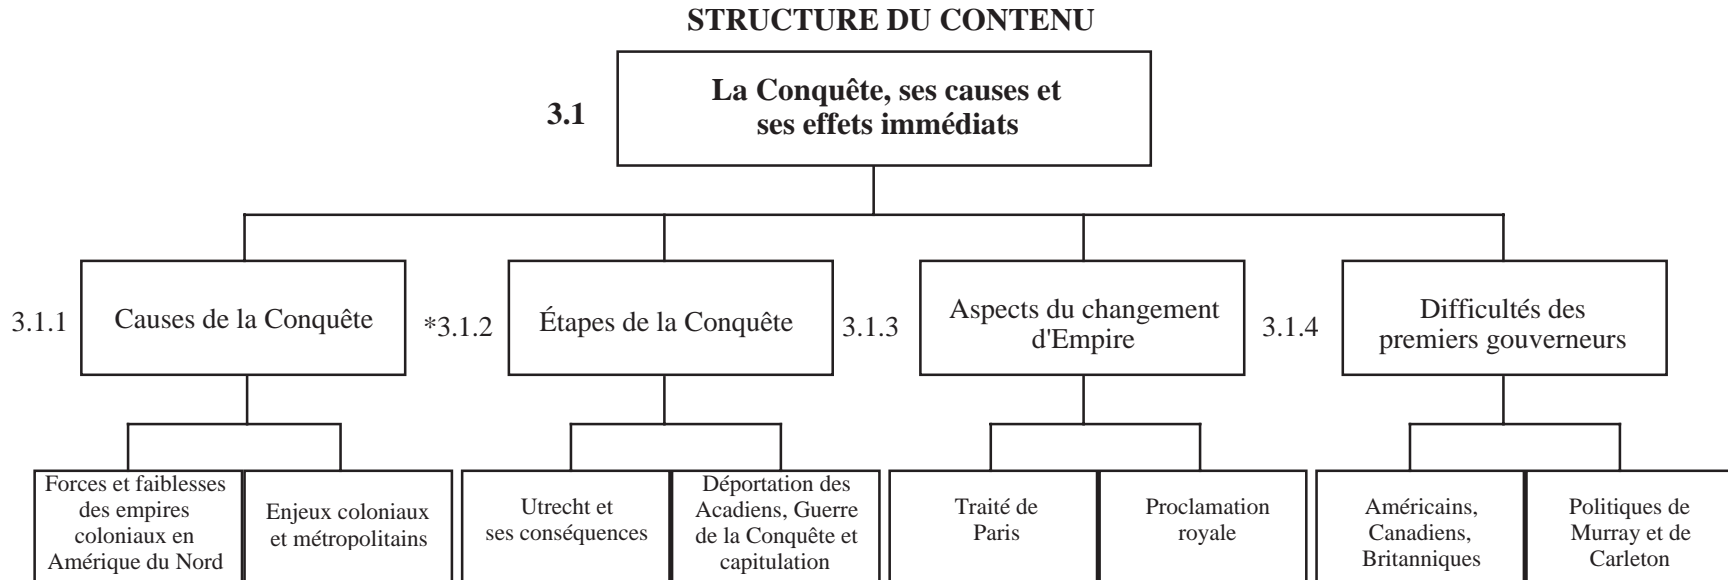 STRUCTURE DU CONTENU
3.1
La Conquête, ses causes et
ses effets immédiats
3.1.1
Causes de la Conquête
*3.1.2
Étapes de la Conquête
3.1.3
Aspects du changement
d'Empire
3.1.4
Difficultés des
premiers gouverneurs
Forces et faiblesses
des empires
coloniaux en
Amérique du Nord
Enjeux coloniaux
et métropolitains
Utrecht et
ses conséquences
Déportation des
Acadiens, Guerre
de la Conquête et
capitulation
Traité de
Paris
Proclamation
royale
Américains,
Canadiens,
Britanniques
Politiques de
Murray et de
Carleton